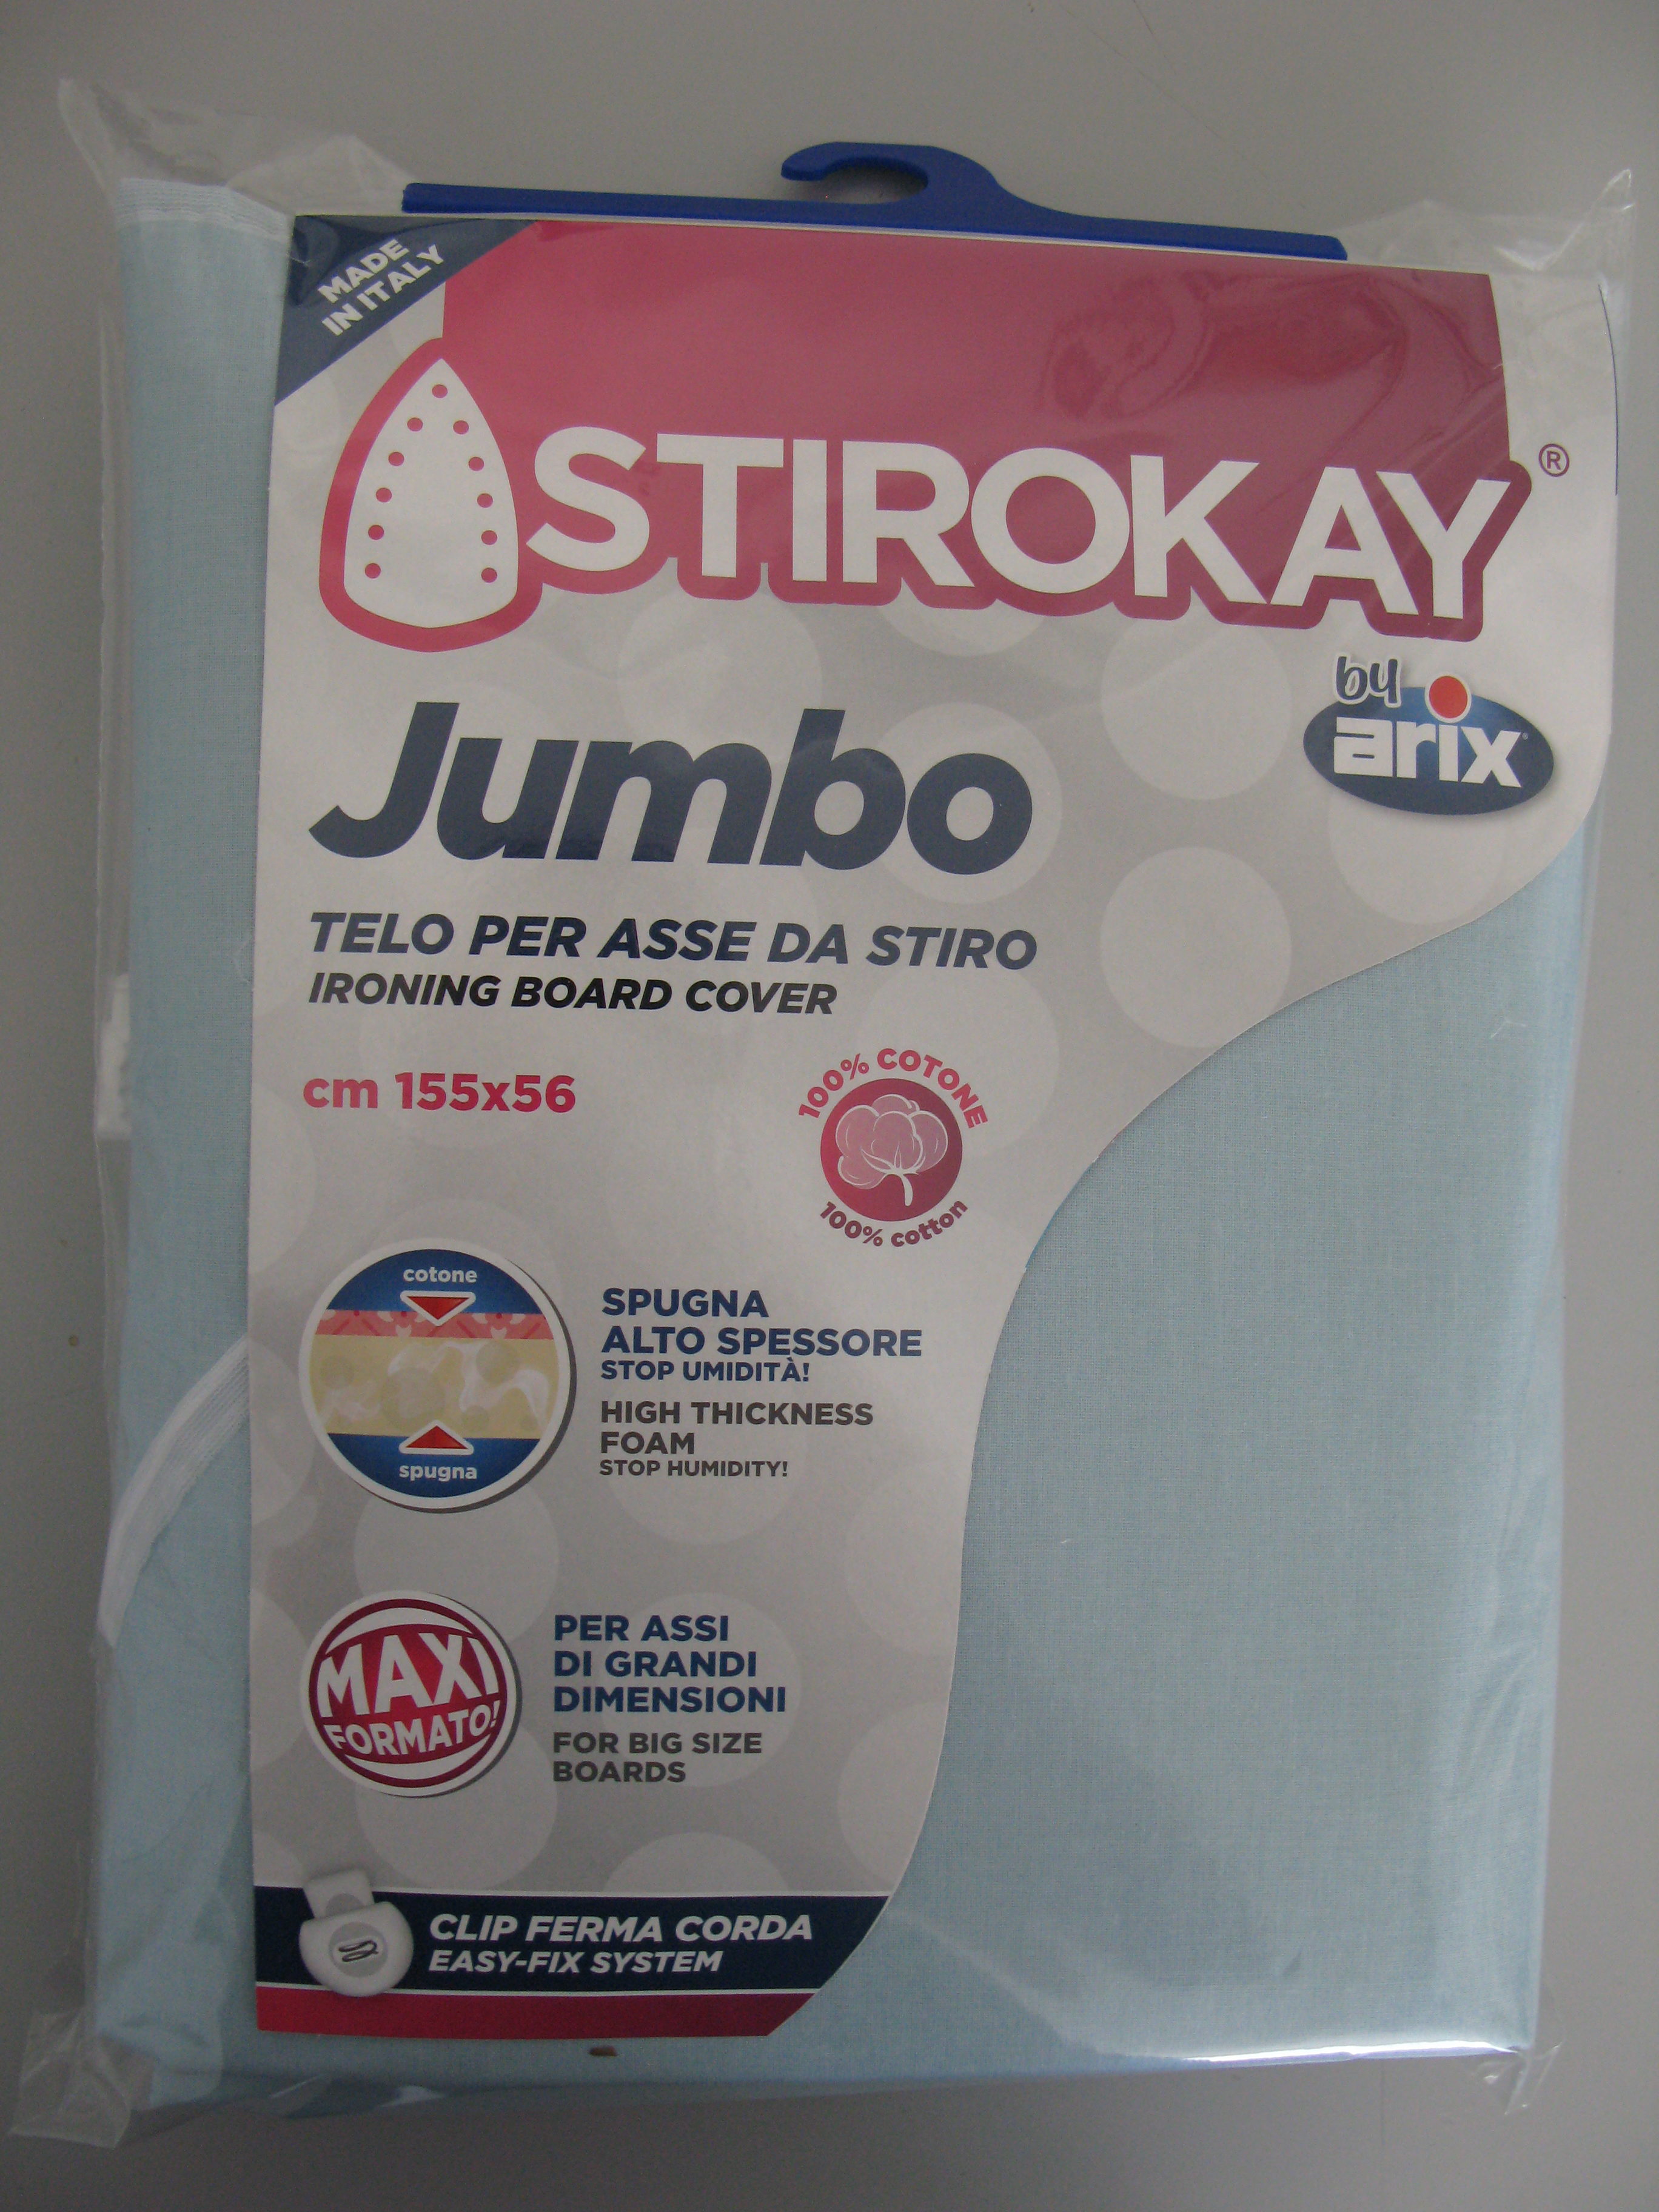 MADE
IN ITALY
STIROKAY®
by
arix
Jumbo
TELO PER ASSE DA STIRO
IRONING BOARD COVER
cm 155x56
100% COTONE
100% cotton
cotone
spugna
SPUGNA
ALTO SPESSORE
STOP UMIDITÀ!
HIGH THICKNESS
FOAM
STOP HUMIDITY!
MAXI
FORMATO!
PER ASSI
DI GRANDI
DIMENSIONI
FOR BIG SIZE
BOARDS
CLIP FERMA CORDA
EASY-FIX SYSTEM